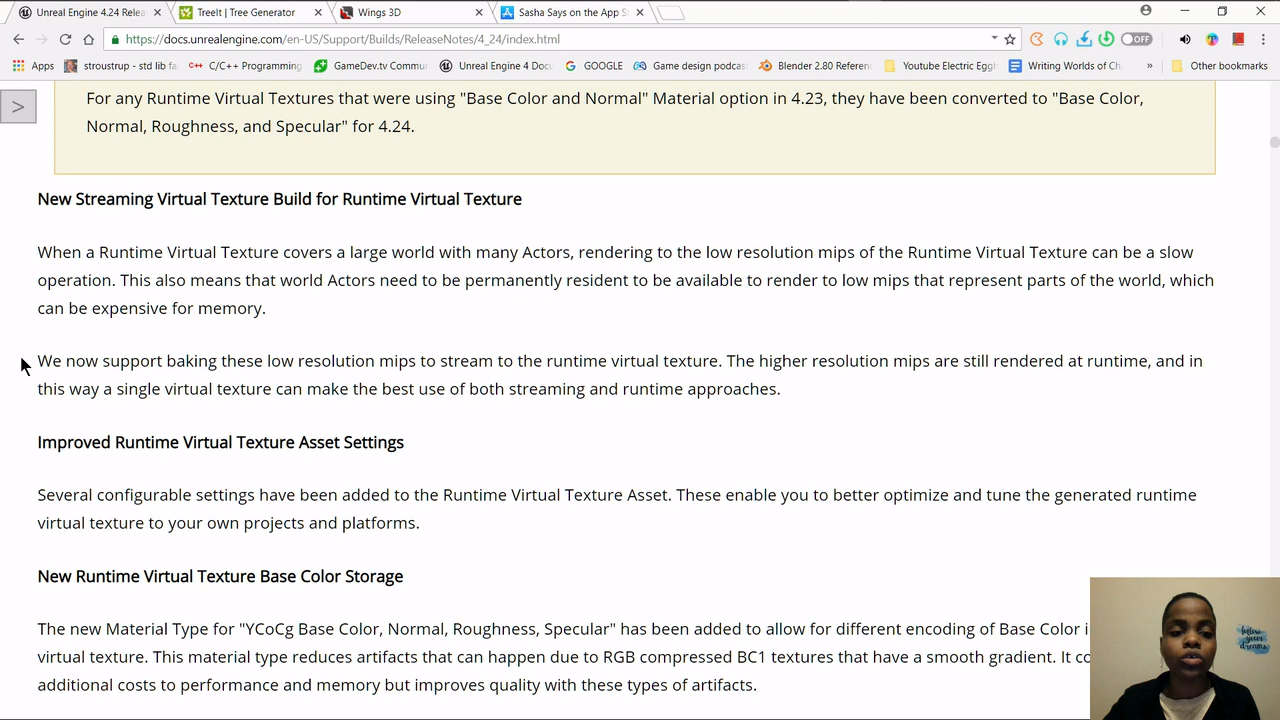 Unreal Engine 4.24 Relea
TreeIt | Tree Generator
Wings 3D
Sasha Says on the App S
https://docs.unrealengine.com/en-US/Support/Builds/ReleaseNotes/4_24/index.html
OFF
Apps
stroustrup - std lib fa
C/C++ Programming
GameDev.tv Commu
Unreal Engine 4 Docu
GOOGLE
Game design podcas
Blender 2.80 Referen
Youtube Electric Eggh
Writing Worlds of Ch
»
Other bookmarks
>
For any Runtime Virtual Textures that were using "Base Color and Normal" Material option in 4.23, they have been converted to "Base Color,
Normal, Roughness, and Specular" for 4.24.
New Streaming Virtual Texture Build for Runtime Virtual Texture
When a Runtime Virtual Texture covers a large world with many Actors, rendering to the low resolution mips of the Runtime Virtual Texture can be a slow
operation. This also means that world Actors need to be permanently resident to be available to render to low mips that represent parts of the world, which
can be expensive for memory.
We now support baking these low resolution mips to stream to the runtime virtual texture. The higher resolution mips are still rendered at runtime, and in
this way a single virtual texture can make the best use of both streaming and runtime approaches.
Improved Runtime Virtual Texture Asset Settings
Several configurable settings have been added to the Runtime Virtual Texture Asset. These enable you to better optimize and tune the generated runtime
virtual texture to your own projects and platforms.
New Runtime Virtual Texture Base Color Storage
The new Material Type for "YCoCg Base Color, Normal, Roughness, Specular" has been added to allow for different encoding of Base Color i
virtual texture. This material type reduces artifacts that can happen due to RGB compressed BC1 textures that have a smooth gradient. It co
additional costs to performance and memory but improves quality with these types of artifacts.
follow
your
dreams